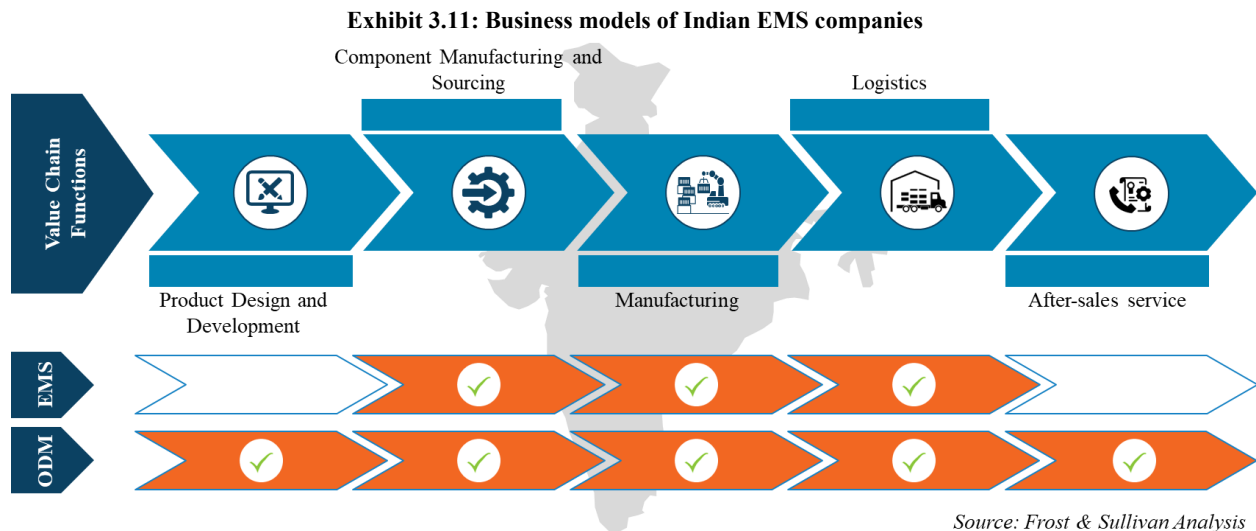 Exhibit 3.11: Business models of Indian EMS companies
Component Manufacturing and
Sourcing
Logistics
Value Chain
Functions
Product Design and
Development
Manufacturing
After-sales service
EMS
ODM
Source: Frost & Sullivan Analysis